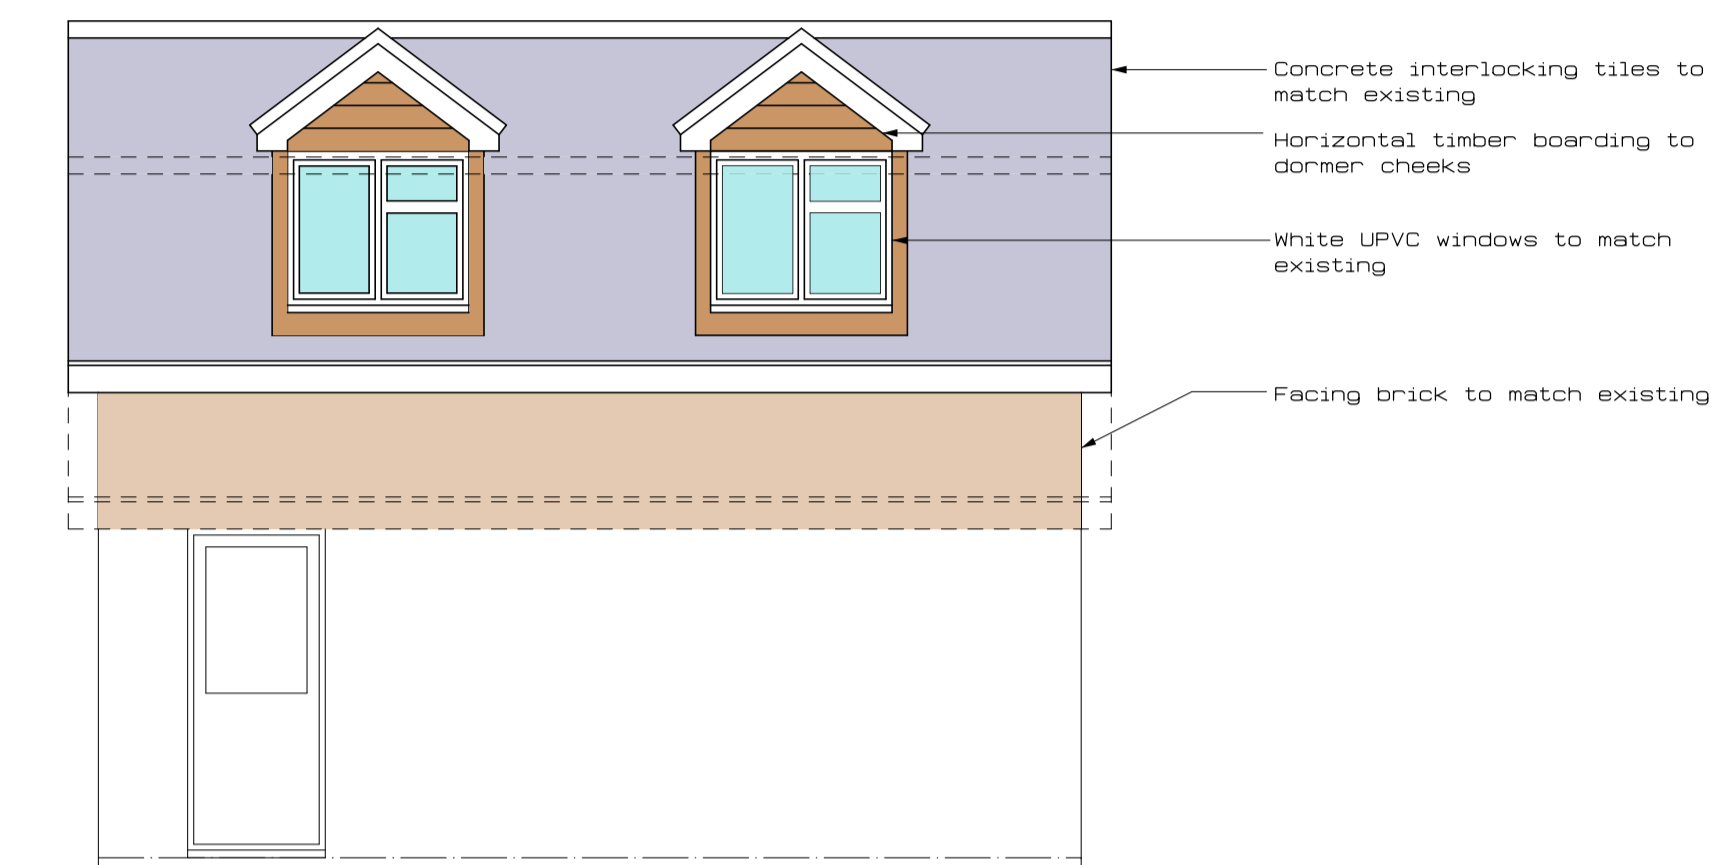 Concrete interlocking tiles to
match existing
Horizontal timber boarding to
dormer cheeks
White UPVC windows to match
existing
Facing brick to match existing